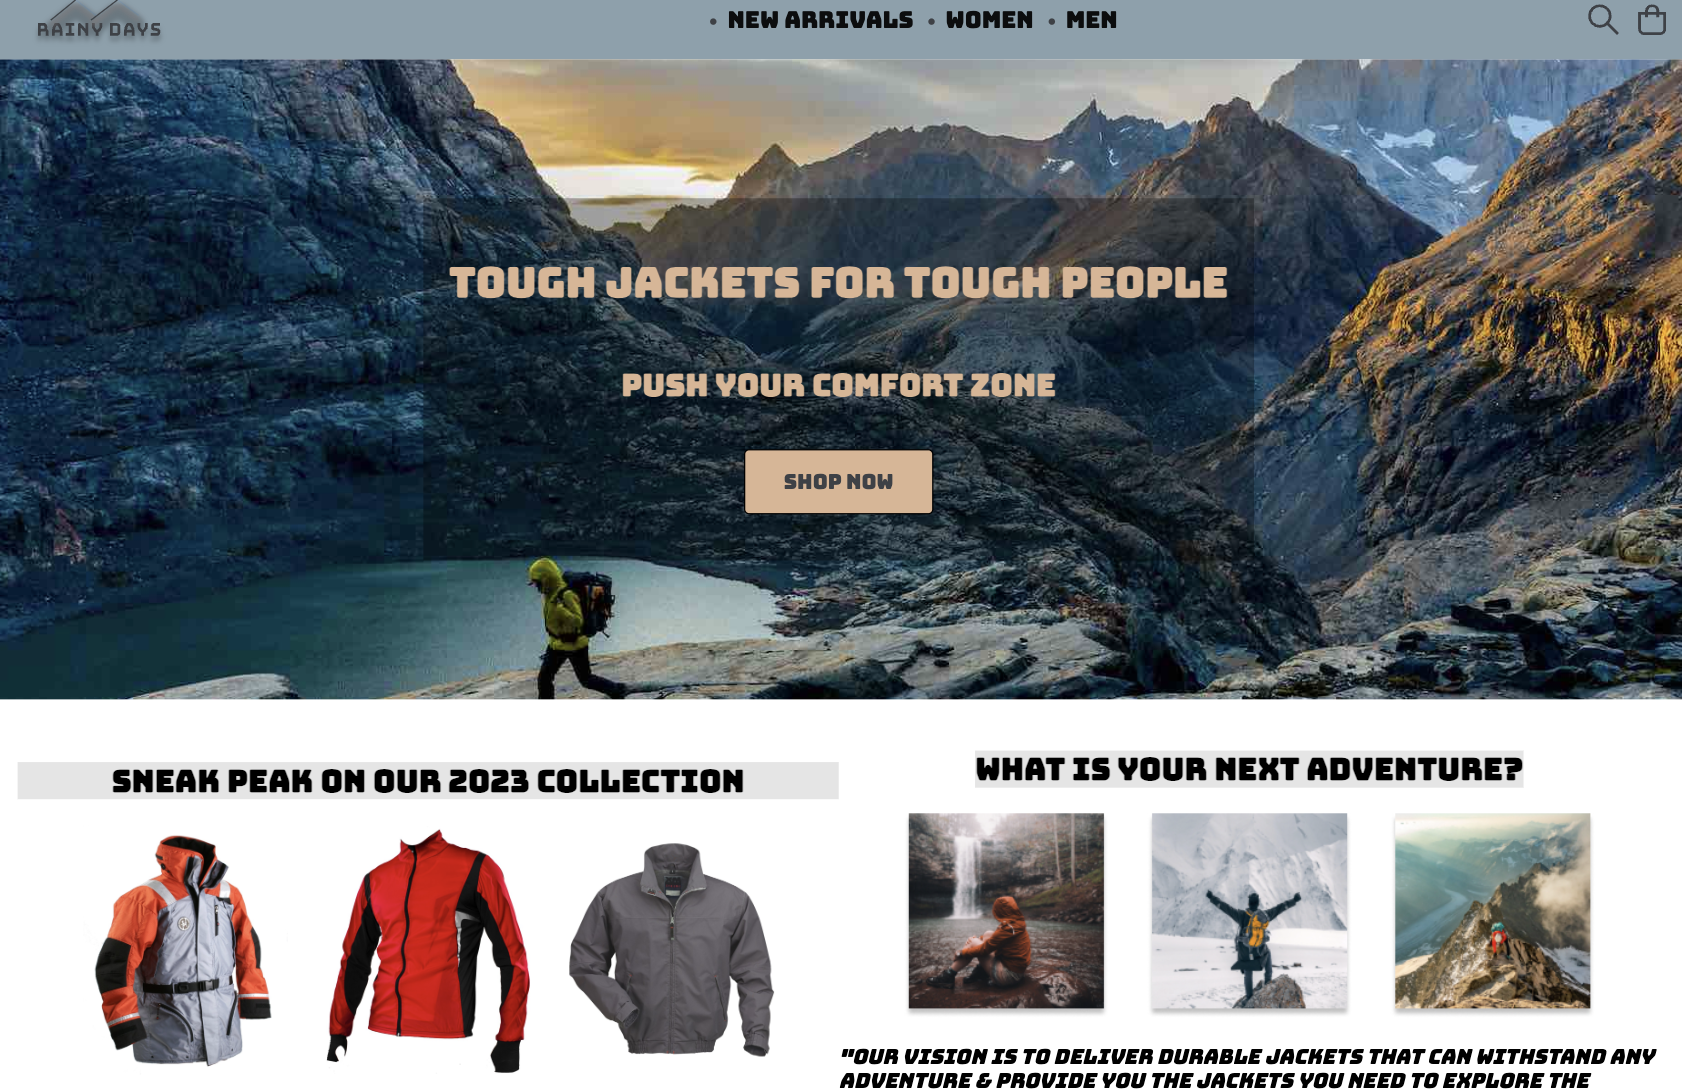 RAINY DAYS
• NEW ARRIVALS • WOMEN • MEN
TOUGH JACKETS FOR TOUGH PEOPLE
PUSH YOUR COMFORT ZONE
SHOP NOW
SNEAK PEAK ON OUR 2023 COLLECTION
WHAT IS YOUR NEXT ADVENTURE?
"OUR VISION IS TO DELIVER DURABLE JACKETS THAT CAN WITHSTAND ANY
ADVENTURE & PROVIDE YOU THE JACKETS YOU NEED TO EXPLORE THE